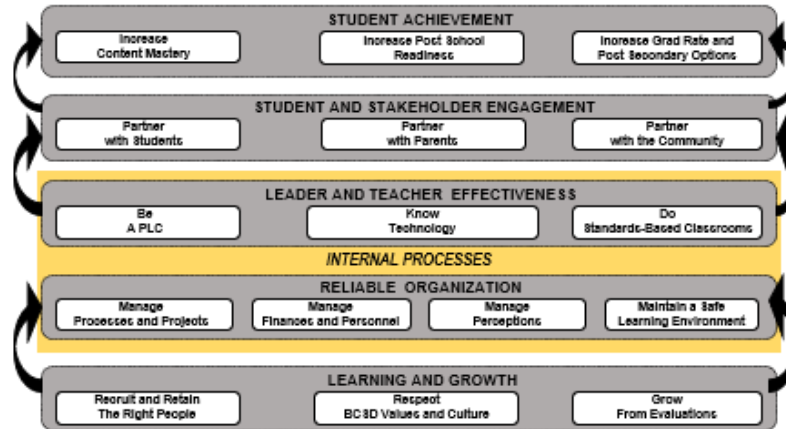 STUDENT ACHIEVEMENT
Increase
Content Mastery
Increase Post School
Readiness
Increase Grad Rate and
Post Secondary Options
STUDENT AND STAKEHOLDER ENGAGEMENT
Partner
with Students
Partner
with Parents
Partner
with the Community
LEADER AND TEACHER EFFECTIVENESS
Be
A PLC
Know
Technology
Do
Standards-Based Classrooms
INTERNAL PROCESSES
RELIABLE ORGANIZATION
Manage
Processes and Projects
Manage
Finances and Personnel
Manage
Perceptions
Maintain a Safe
Learning Environment
LEARNING AND GROWTH
Recruit and Retain
The Right People
Respect
BCSD Values and Culture
Grow
From Evaluations